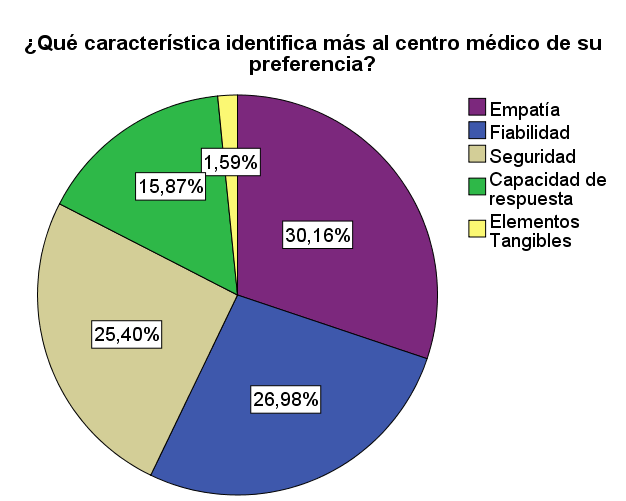 ¿Qué característica identifica más al centro médico de su
preferencia?
Empatía
Fiabilidad
Seguridad
Capacidad de
respuesta
Elementos
Tangibles
1,59%
15,87%
30,16%
25,40%
26,98%